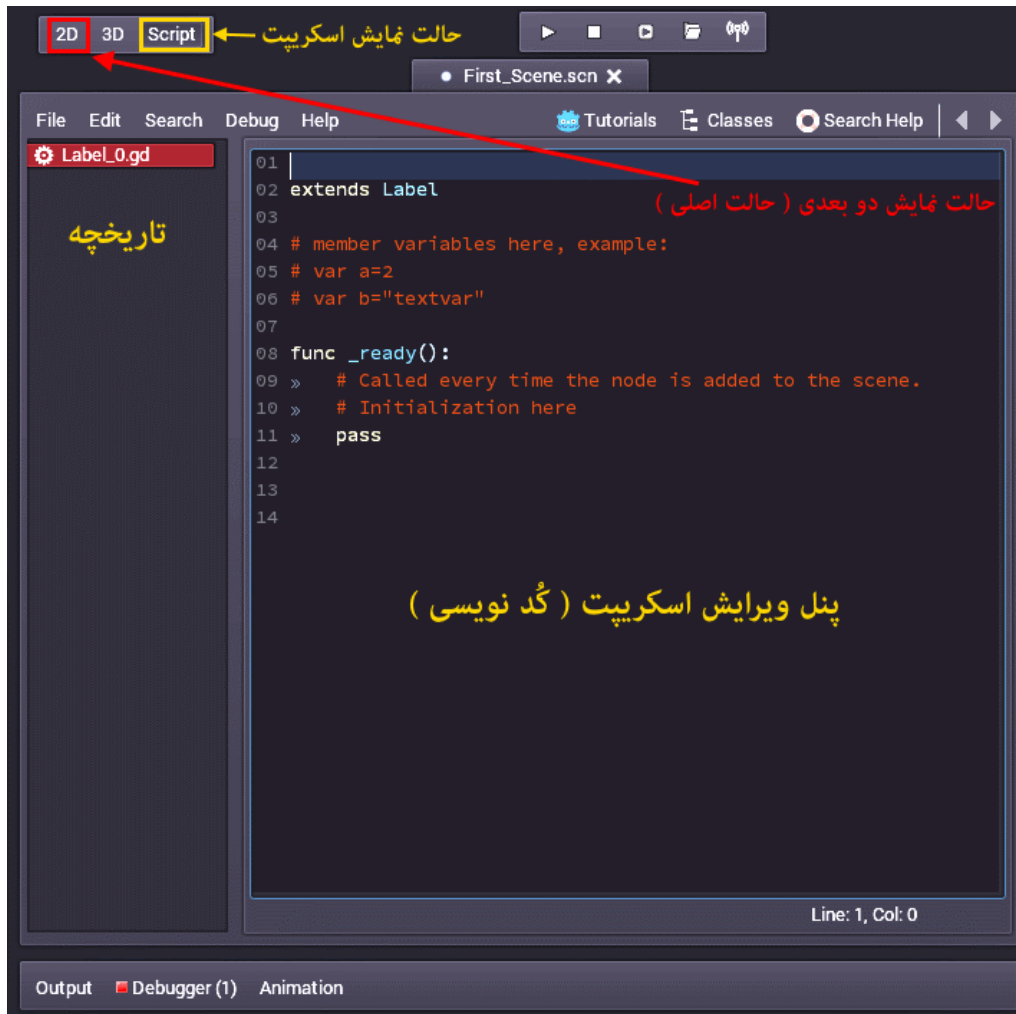 2D 3D Script حالت نمایش اسکریپت
First_Scene.scn
File Edit Search Debug Help Tutorials Classes Search Help
Label_0.gd
تاریخچه
01
02 extends Label
حالت نمایش دو بعدی ( حالت اصلی )
03
04 # member variables here, example:
05 # var a=2
06 # var b="textvar"
07
08 func _ready():
09 » # Called every time the node is added to the scene.
10 » # Initialization here
11 » pass
12
13
14
پنل ویرایش اسکریپت ( کُد نویسی )
Line: 1, Col: 0
Output Debugger (1) Animation